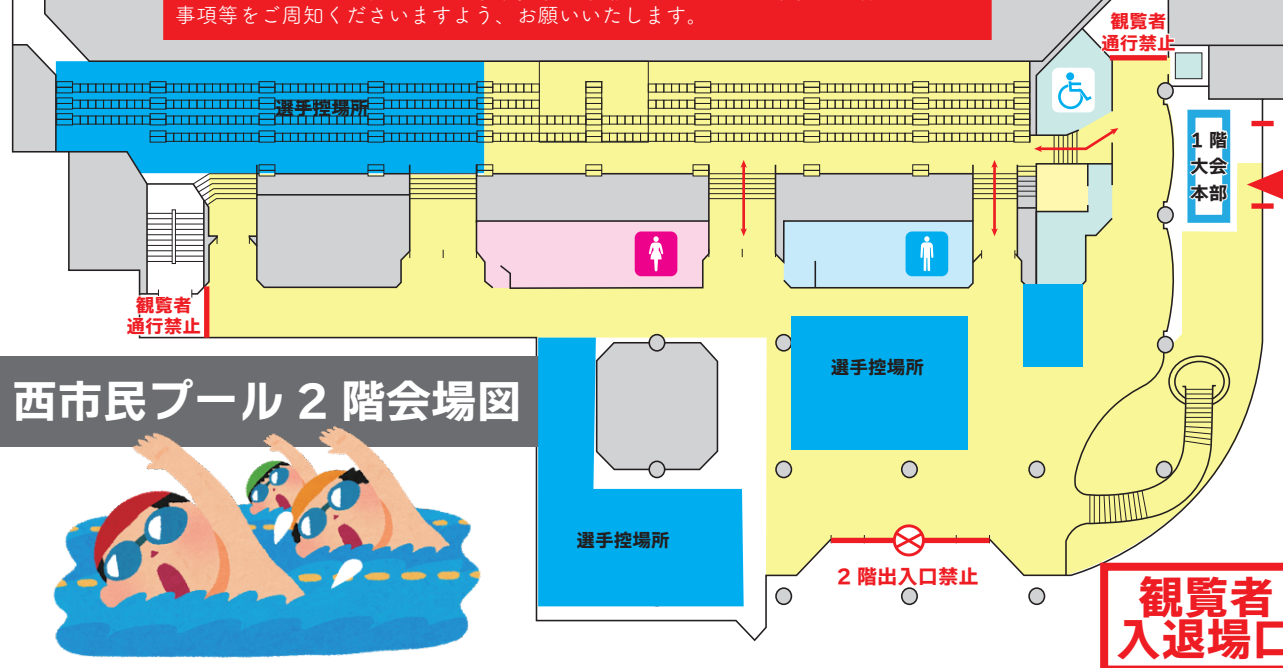 事項等をご周知くださいますよう、お願いいたします。
観覧者
通行禁止
選手控場所
1 階
大会
本部
観覧者
通行禁止
選手控場所
西市民プール 2 階会場図
選手控場所
2 階出入口禁止
観覧者
入退場口